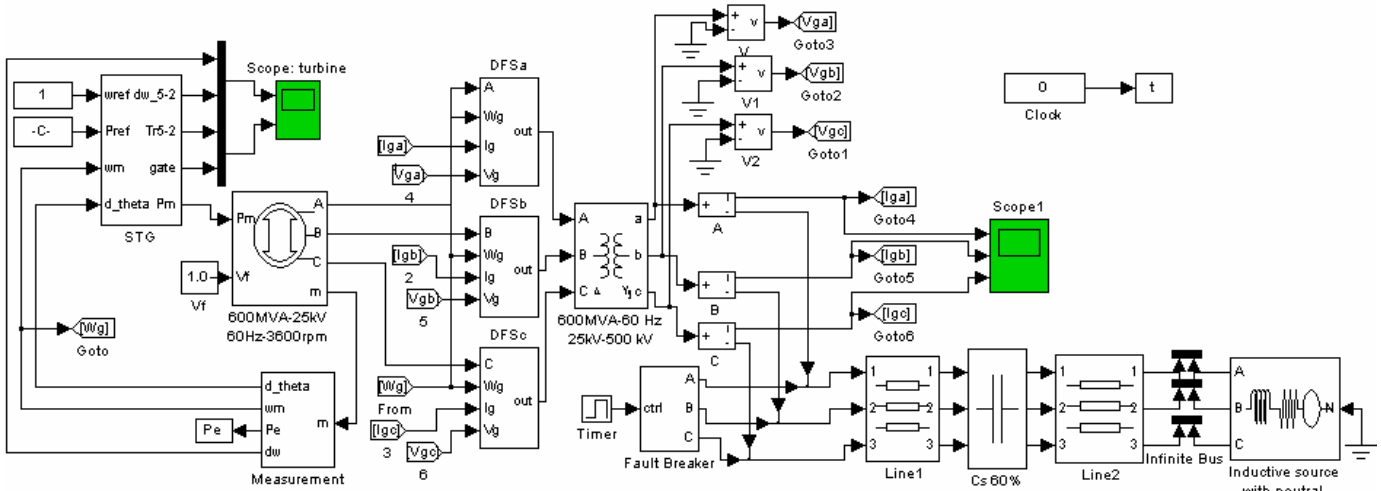 Scope: turbine
1
-C-
wref dw_5-2
Pref Tr5-2
wm gate
d_theta Pm
STG
1.0
Vf
Pm
Vf
A
B
C
m
600MVA-25kV
60Hz-3600rpm
[Wg]
Goto
d_theta
wm
Pe
dw
m
Measurement
Pe
DFSa
A
Wg
Ig
Vg
out
[Iga]
[Vga]
4
DFSb
B
Wg
Ig
Vg
out
[Igb]
2
[Vgb]
5
DFSc
C
Wg
Ig
Vg
out
[Wg]
From
[Igc]
3
[Vgc]
6
A
B
C
a
b
c
Δ
Yg
600MVA-60 Hz
25kV-500 kV
+
-
v
V
[Vga]
Goto3
+
-
v
V1
[Vgb]
Goto2
+
-
v
V2
[Vgc]
Goto1
0
Clock
t
+
i
-
A
+
i
-
B
+
i
-
C
[Iga]
Goto4
[Igb]
Goto5
[Igc]
Goto6
Scope1
Timer
ctrl
A
B
C
Fault Breaker
1 1
2 2
3 3
Line1
Cs 60%
1 1
2 2
3 3
Line2
Infinite Bus
A
B
C
N
Inductive source
with neutral